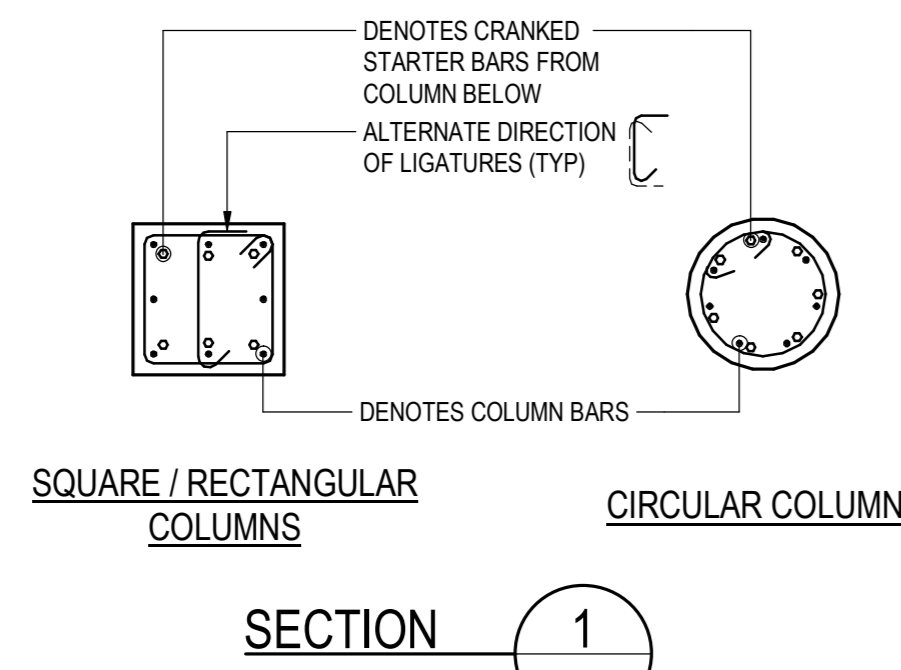 DENOTES CRANKED
STARTER BARS FROM
COLUMN BELOW
ALTERNATE DIRECTION
OF LIGATURES (TYP)
DENOTES COLUMN BARS
SQUARE / RECTANGULAR
COLUMNS
CIRCULAR COLUMN
SECTION 1